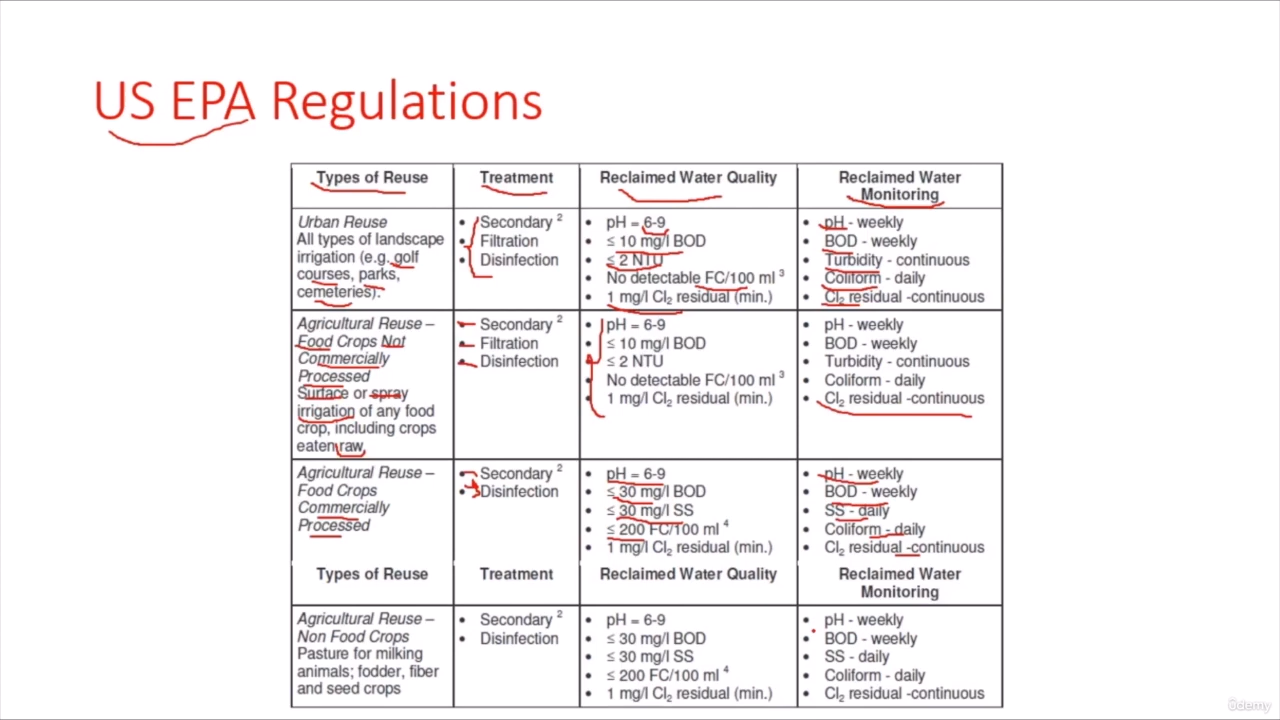 US EPA Regulations
Types of Reuse
Treatment
Reclaimed Water Quality
Reclaimed Water
Monitoring
Urban Reuse
All types of landscape
irrigation (e.g. golf
courses, parks,
cemeteries).
• Secondary 2
• Filtration
• Disinfection
• pH = 6-9
• ≤ 10 mg/l BOD
• ≤ 2 NTU
• No detectable FC/100 ml 3
• 1 mg/l Cl2 residual (min.)
• pH - weekly
• BOD - weekly
• Turbidity - continuous
• Coliform - daily
• Cl2 residual -continuous
Agricultural Reuse –
Food Crops Not
Commercially
Processed
Surface or spray
irrigation of any food
crop, including crops
eaten raw.
• Secondary 2
• Filtration
• Disinfection
• pH = 6-9
• ≤ 10 mg/l BOD
• ≤ 2 NTU
• No detectable FC/100 ml 3
• 1 mg/l Cl2 residual (min.)
• pH - weekly
• BOD - weekly
• Turbidity - continuous
• Coliform - daily
• Cl2 residual -continuous
Agricultural Reuse –
Food Crops
Commercially
Processed
• Secondary 2
• Disinfection
• pH = 6-9
• ≤ 30 mg/l BOD
• ≤ 30 mg/l SS
• ≤ 200 FC/100 ml 4
• 1 mg/l Cl2 residual (min.)
• pH - weekly
• BOD - weekly
• SS - daily
• Coliform - daily
• Cl2 residual -continuous
Types of Reuse
Treatment
Reclaimed Water Quality
Reclaimed Water
Monitoring
Agricultural Reuse –
Non Food Crops
Pasture for milking
animals; fodder, fiber
and seed crops
• Secondary 2
• Disinfection
• pH = 6-9
• ≤ 30 mg/l BOD
• ≤ 30 mg/l SS
• ≤ 200 FC/100 ml 4
• 1 mg/l Cl2 residual (min.)
• pH - weekly
• BOD - weekly
• SS - daily
• Coliform - daily
• Cl2 residual -continuous
ûdemy